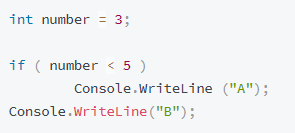 int number = 3;
if ( number < 5 )
Console.WriteLine ("A");
Console.WriteLine("B");